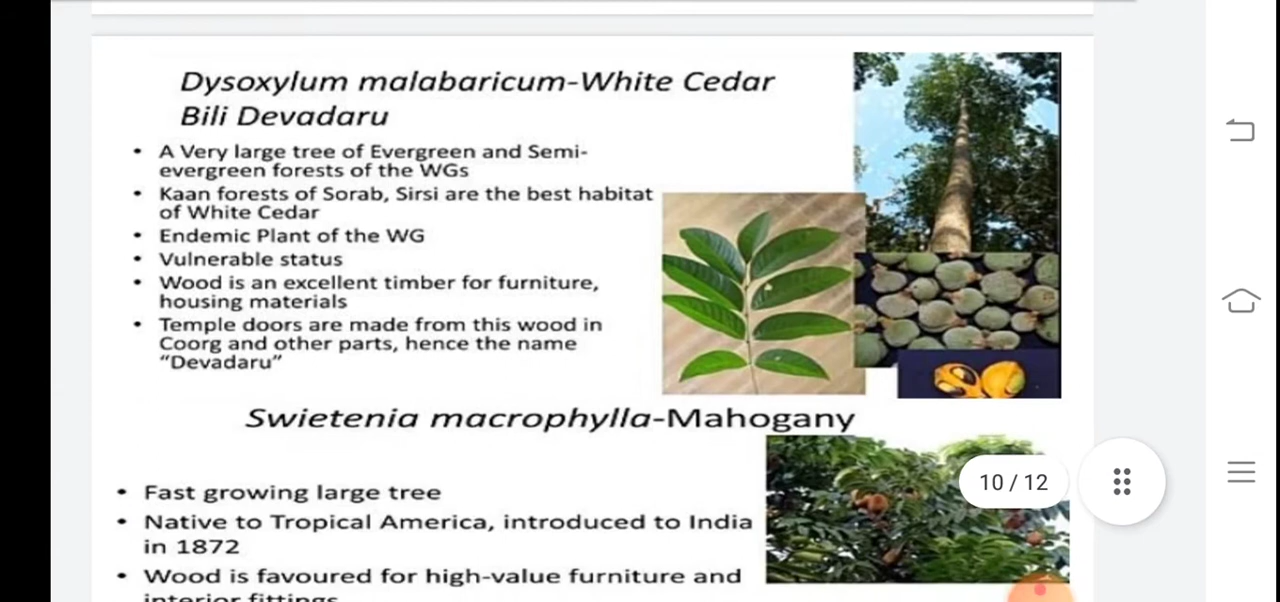 Dysoxylum malabaricum-White Cedar
Bili Devadaru
• A Very large tree of Evergreen and Semi-
evergreen forests of the WGs
• Kaan forests of Sorab, Sirsi are the best habitat
of White Cedar
• Endemic Plant of the WG
• Vulnerable status
• Wood is an excellent timber for furniture,
housing materials
• Temple doors are made from this wood in
Coorg and other parts, hence the name
“Devadaru”
Swietenia macrophylla-Mahogany
• Fast growing large tree
• Native to Tropical America, introduced to India
in 1872
• Wood is favoured for high-value furniture and
interior fittings
10 / 12